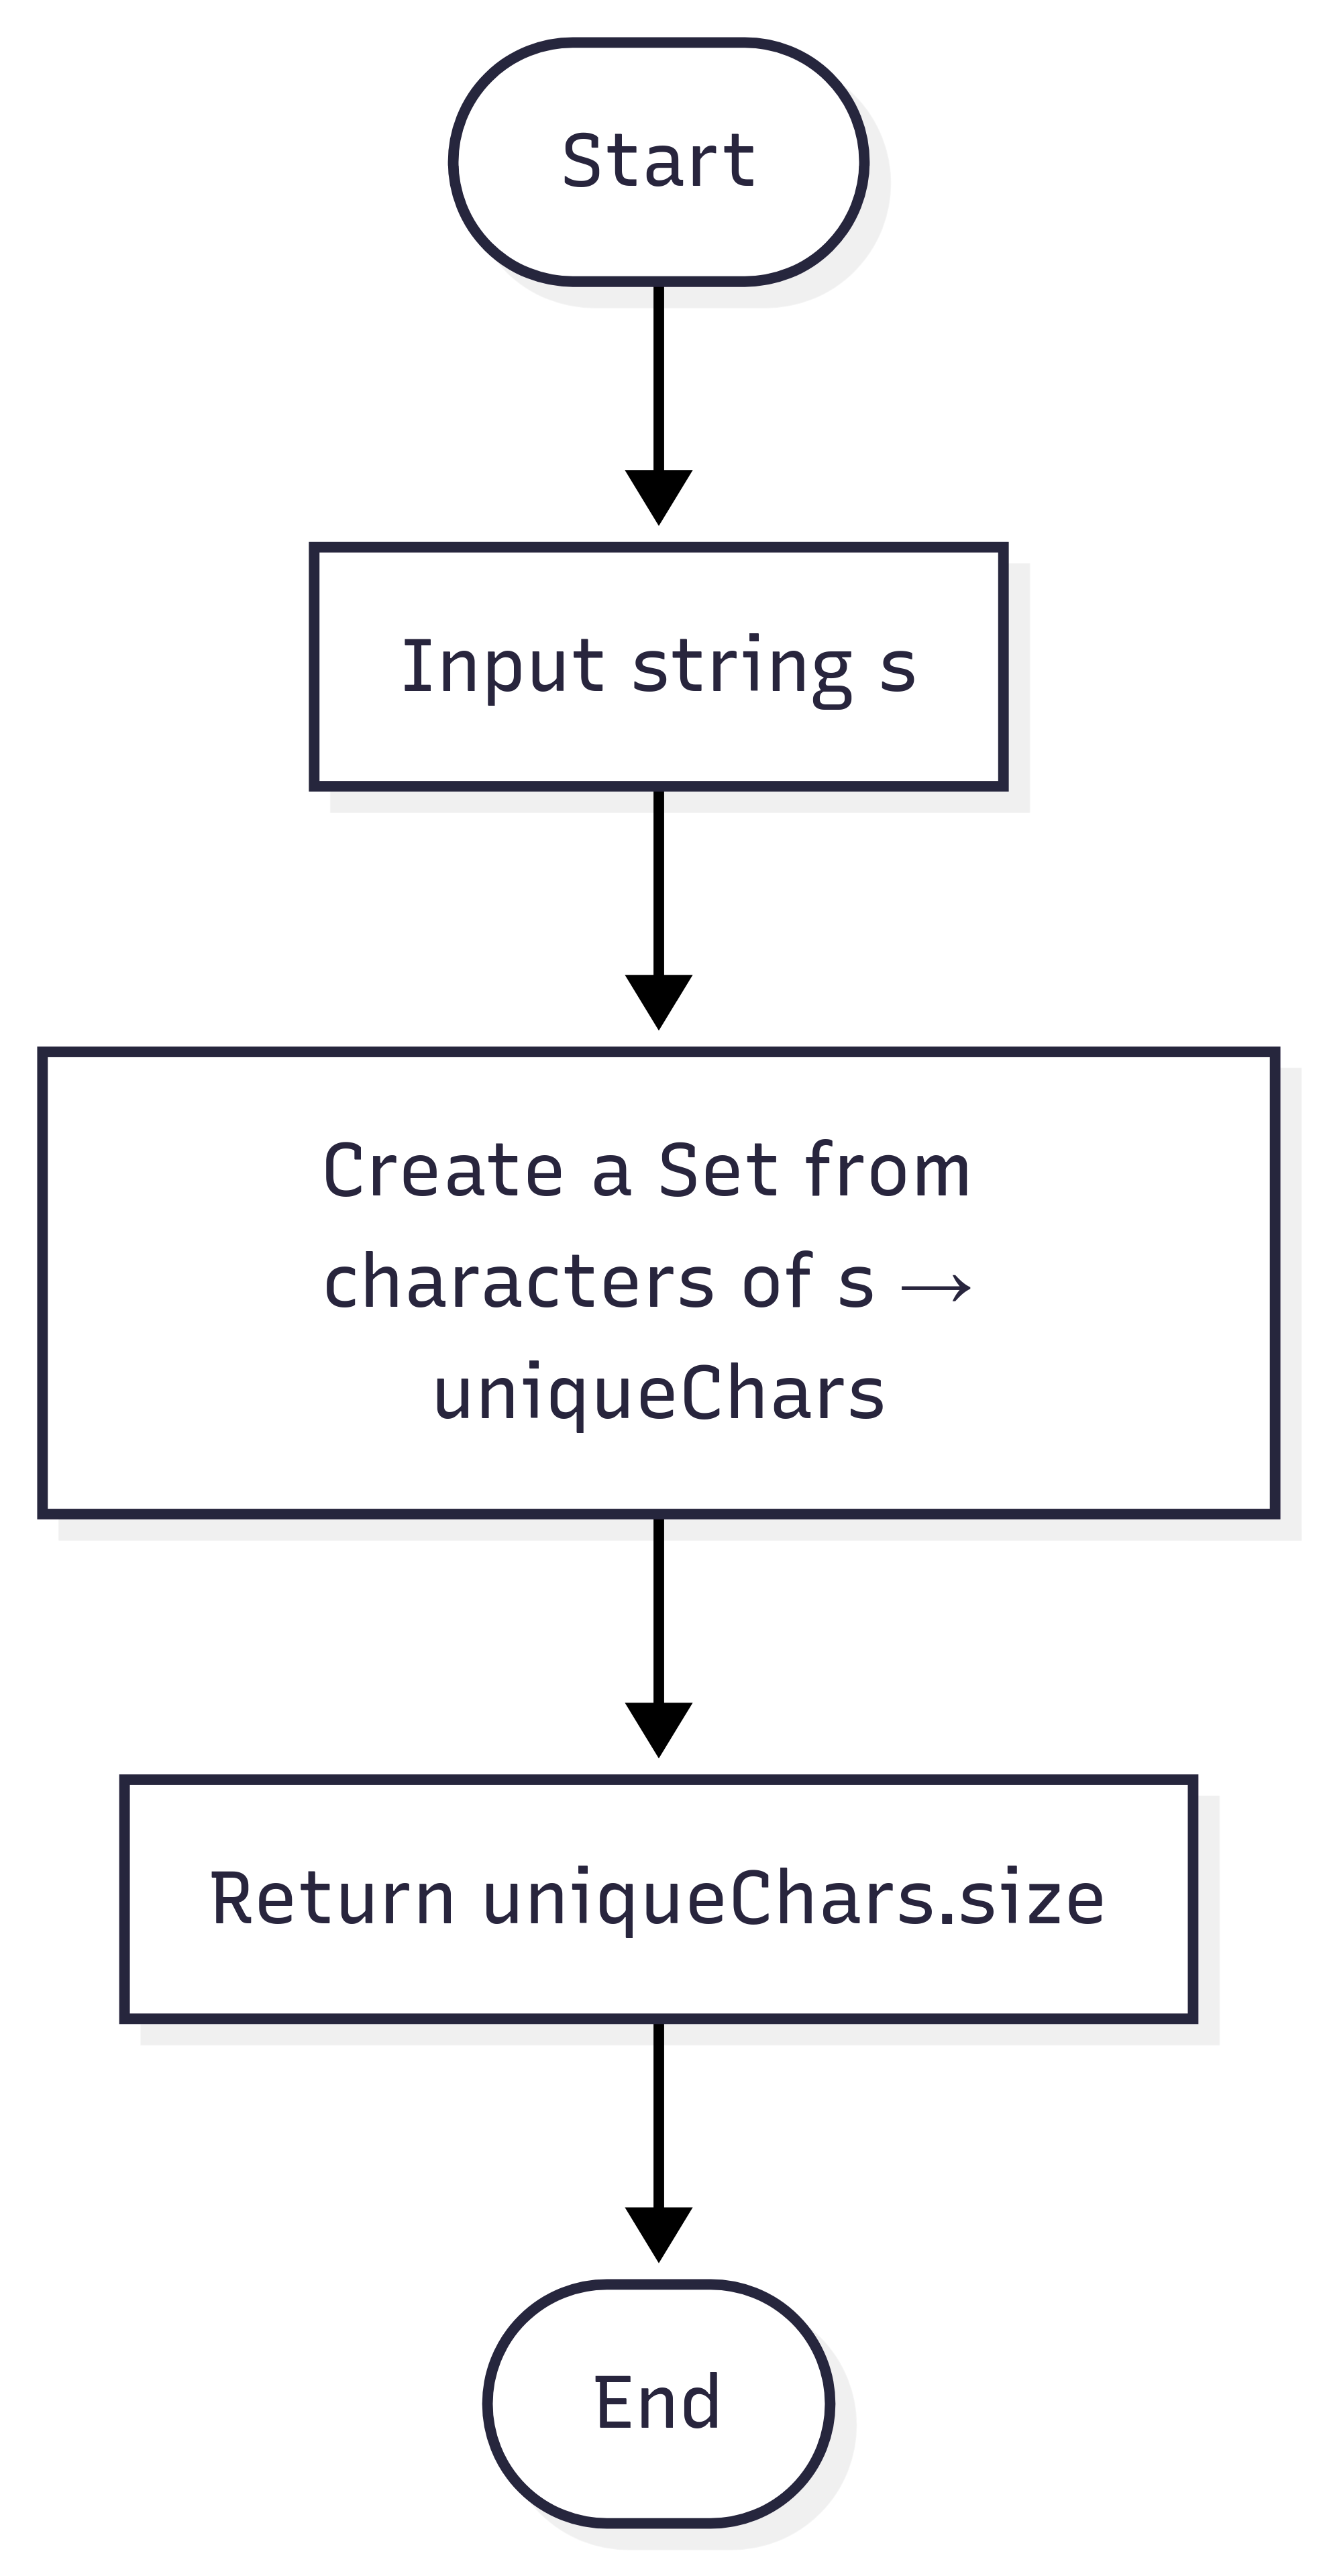 Start
Input string s
Create a Set from
characters of s →
uniqueChars
Return uniqueChars.size
End